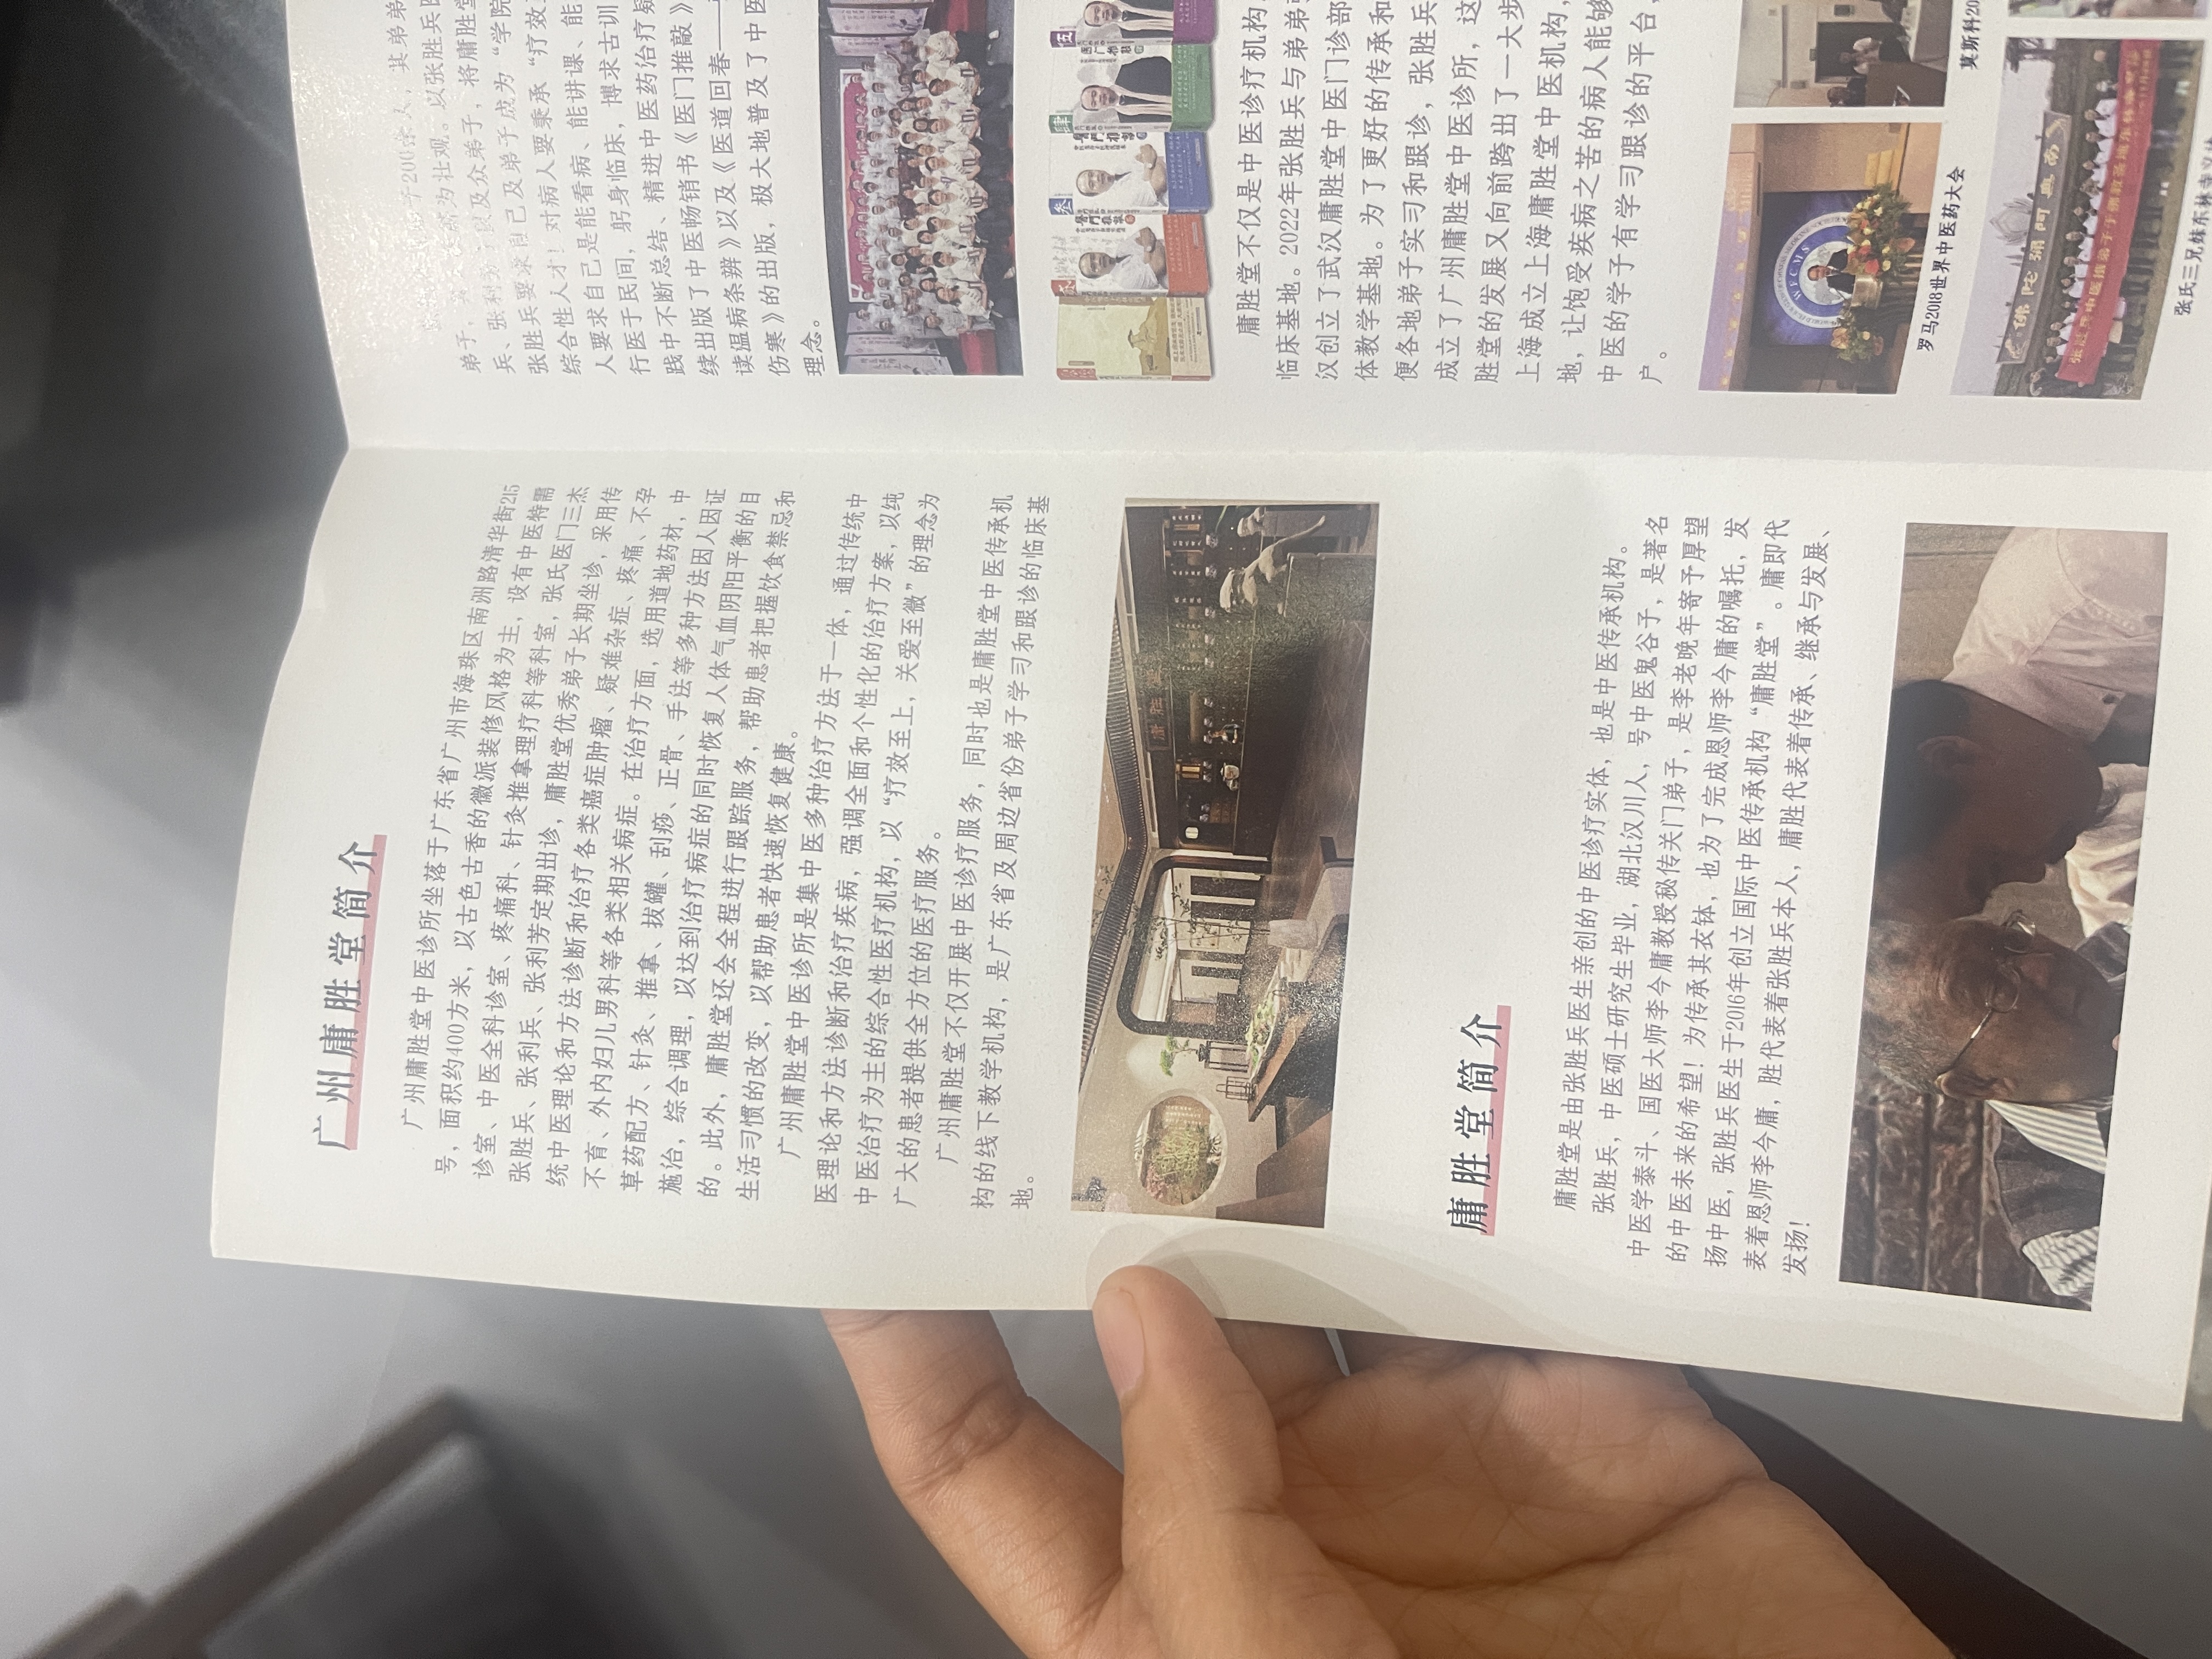 广州庸胜堂简介
广州庸胜堂中医诊所坐落于广东省广州市海珠区南洲路清华街215
号，面积约400方米，以古色古香的徽派装修风格为主，设有中医特需
诊室、中医全科诊室、疼痛科、针灸推拿理疗科等科室，张氏医门三杰
张胜兵、张利兵、张利芳定期出诊，庸胜堂优秀弟子长期坐诊，采用传
统中医理论和方法诊断和治疗各类癌症肿瘤、疑难杂症、疼痛、不孕
不育、外内妇儿男科等各类相关病症。在治疗方面，选用道地药材，中
草药配方、针灸、推拿、拔罐、刮痧、正骨、手法等多种方法因人因证
施治，综合调理，以达到治疗病症的同时恢复人体气血阴阳平衡的目
的。此外，庸胜堂还会全程进行跟踪服务，帮助患者把握饮食禁忌和
生活习惯的改变，以帮助患者快速恢复健康。
广州庸胜堂中医诊所是集中医多种治疗方法于一体，通过传统中
医理论和方法诊断和治疗疾病，强调全面和个性化的治疗方案，以纯
中医治疗为主的综合性医疗机构，以“疗效至上，关爱至微”的理念为
广大的患者提供全方位的医疗服务。
广州庸胜堂不仅开展中医诊疗服务，同时也是庸胜堂中医传承机
构的线下教学机构，是广东省及周边省份弟子学习和跟诊的临床基
地。
庸胜堂
庸胜堂简介
庸胜堂是由张胜兵医生亲创的中医诊疗实体，也是中医传承机构。
张胜兵，中医硕士研究生毕业，湖北汉川人，号中医鬼谷子，是著名
中医学泰斗、国医大师李今庸教授秘传关门弟子，是李老晚年寄予厚望
的中医未来的希望！为传承其衣钵，也为了完成恩师李今庸的嘱托，发
扬中医，张胜兵医生于2016年创立国际中医传承机构“庸胜堂”。庸即代
表着恩师李今庸，胜代表着张胜兵本人，庸胜代表着传承、继承与发展、
发扬！
子200余人，其弟弟
弟子，为壮观。以张胜兵医
兵、张利芳以及众弟子，将庸胜堂
张胜兵要求自己及弟子成为“学院
综合性人才！对病人要秉承“疗效至
人要求自己是能看病、能讲课、能
行医于民间，躬身临床，博求古训
践中不断总结、精进中医药治疗疑
续出版了中医畅销书《医门推敲》
读温病条辨》以及《医道回春——
伤寒》的出版，极大地普及了中医
理念。
贰
叁
肆
伍
醫門推敲
醫門推敲
医门推敲
庸胜堂不仅是中医诊疗机构，
临床基地。2022年张胜兵与弟弟张
汉创立了武汉庸胜堂中医门诊部
体教学基地。为了更好的传承和
便各地弟子实习和跟诊，张胜兵
成立了广州庸胜堂中医诊所，这
胜堂的发展又向前跨出了一大步
上海成立上海庸胜堂中医机构，
地，让饱受疾病之苦的病人能够
中医的学子有学习跟诊的平台，
户。
WFCMS
罗马2018世界中医药大会
莫斯科20
佛陀彌阿無南
张胜兵中医携弟子于佛教圣地东林寺义诊
张氏三兄妹东林寺义诊